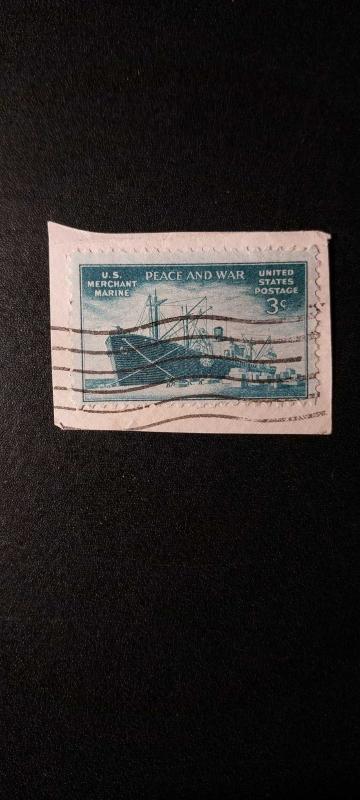 U.S.
MERCHANT
MARINE
PEACE AND WAR
UNITED
STATES
POSTAGE
3¢